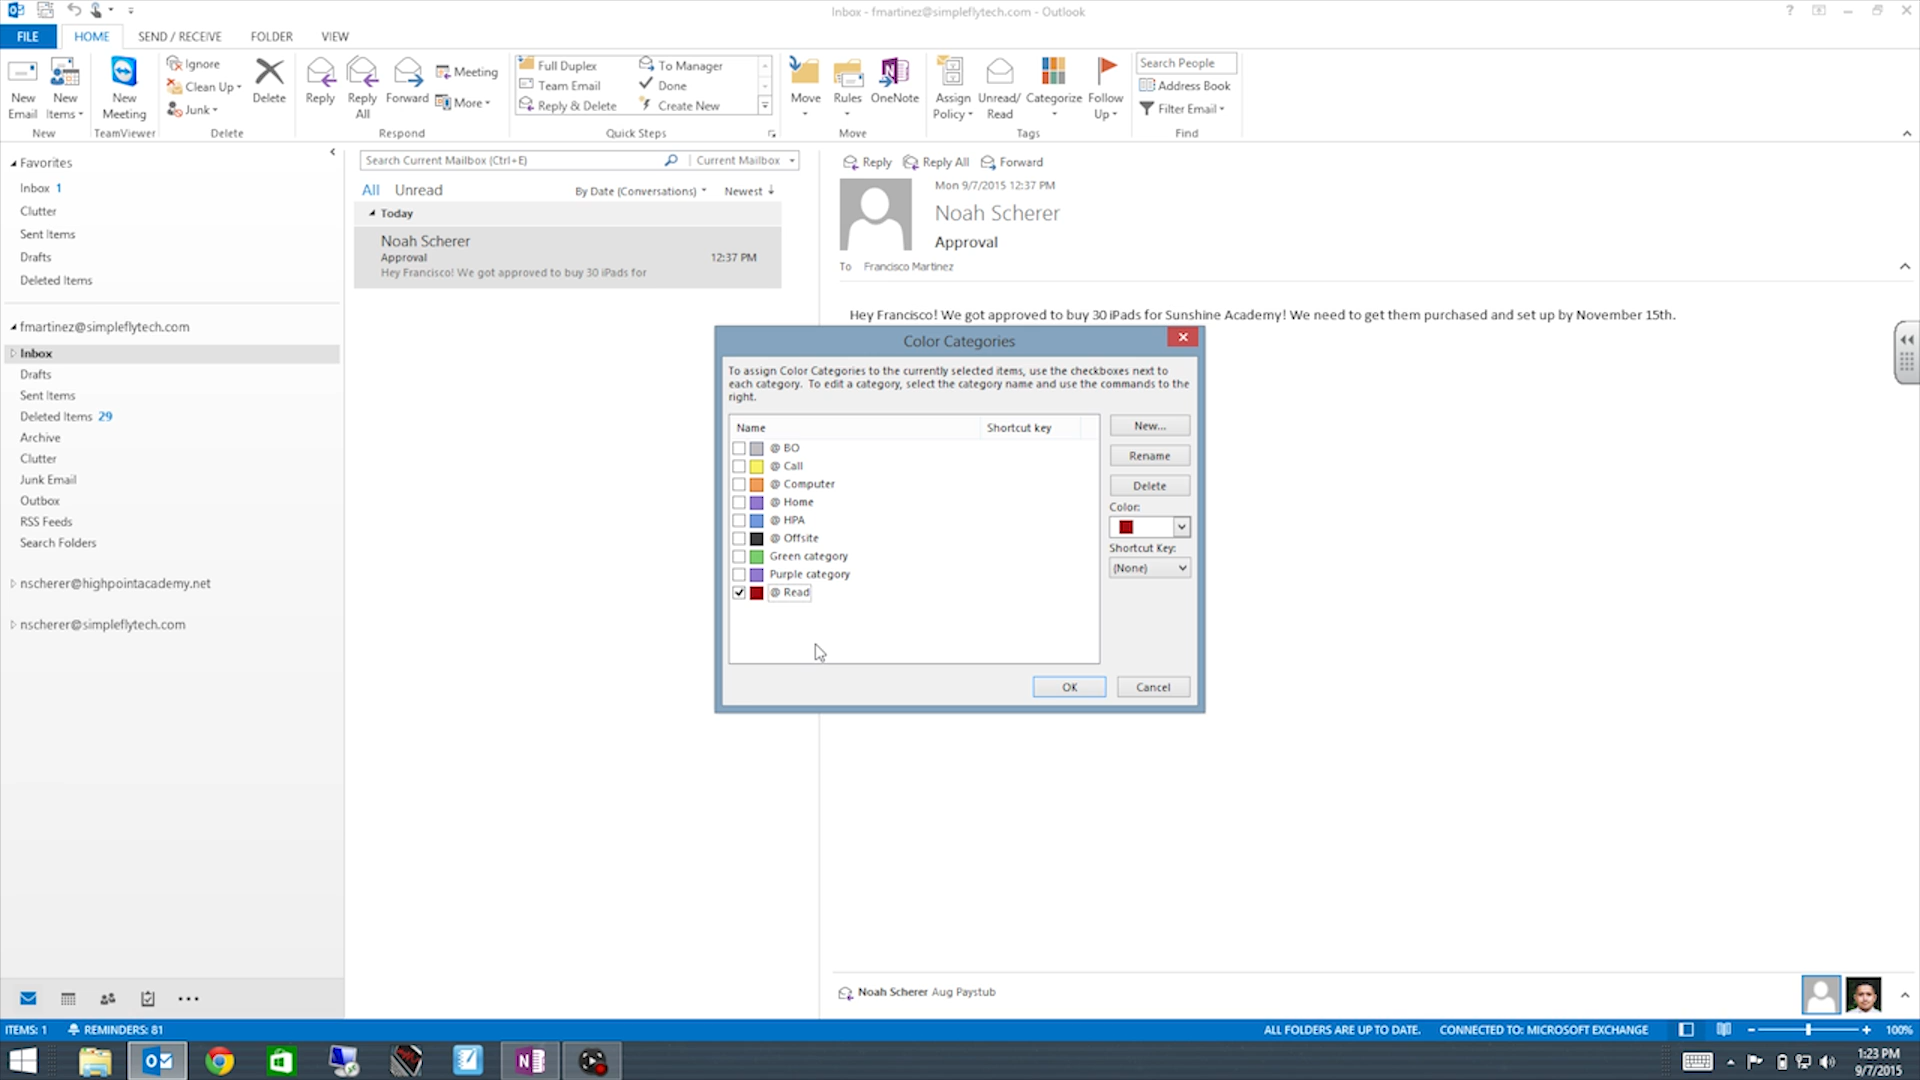 Inbox - fmartinez@simpleflytech.com - Outlook
FILE
HOME
SEND / RECEIVE
FOLDER
VIEW
New Email
New Items
New
New Meeting
TeamViewer
Ignore
Clean Up
Junk
Delete
Delete
Reply
Reply All
Forward
Meeting
More
Respond
Full Duplex
Team Email
Reply & Delete
To Manager
Done
Create New
Quick Steps
Move
Rules
OneNote
Move
Assign Policy
Unread/ Read
Categorize
Follow Up
Tags
Search People
Address Book
Filter Email
Find
Favorites
Inbox 1
Clutter
Sent Items
Drafts
Deleted Items
fmartinez@simpleflytech.com
Inbox
Drafts
Sent Items
Deleted Items 29
Archive
Clutter
Junk Email
Outbox
RSS Feeds
Search Folders
nscherer@highpointacademy.net
nscherer@simpleflytech.com
Search Current Mailbox (Ctrl+E)
Current Mailbox
All Unread
By Date (Conversations)
Newest
Today
Noah Scherer
Approval
12:37 PM
Hey Francisco! We got approved to buy 30 iPads for
Reply Reply All Forward
Mon 9/7/2015 12:37 PM
Noah Scherer
Approval
To Francisco Martinez
Hey Francisco! We got approved to buy 30 iPads for Sunshine Academy! We need to get them purchased and set up by November 15th.
Color Categories
To assign Color Categories to the currently selected items, use the checkboxes next to
each category. To edit a category, select the category name and use the commands to the
right.
Name
Shortcut key
@ BO
@ Call
@ Computer
@ Home
@ HPA
@ Offsite
Green category
Purple category
@ Read
New...
Rename
Delete
Color:
Shortcut Key:
(None)
OK
Cancel
Noah Scherer Aug Paystub
ITEMS: 1
REMINDERS: 81
ALL FOLDERS ARE UP TO DATE.
CONNECTED TO: MICROSOFT EXCHANGE
100%
1:23 PM
9/7/2015